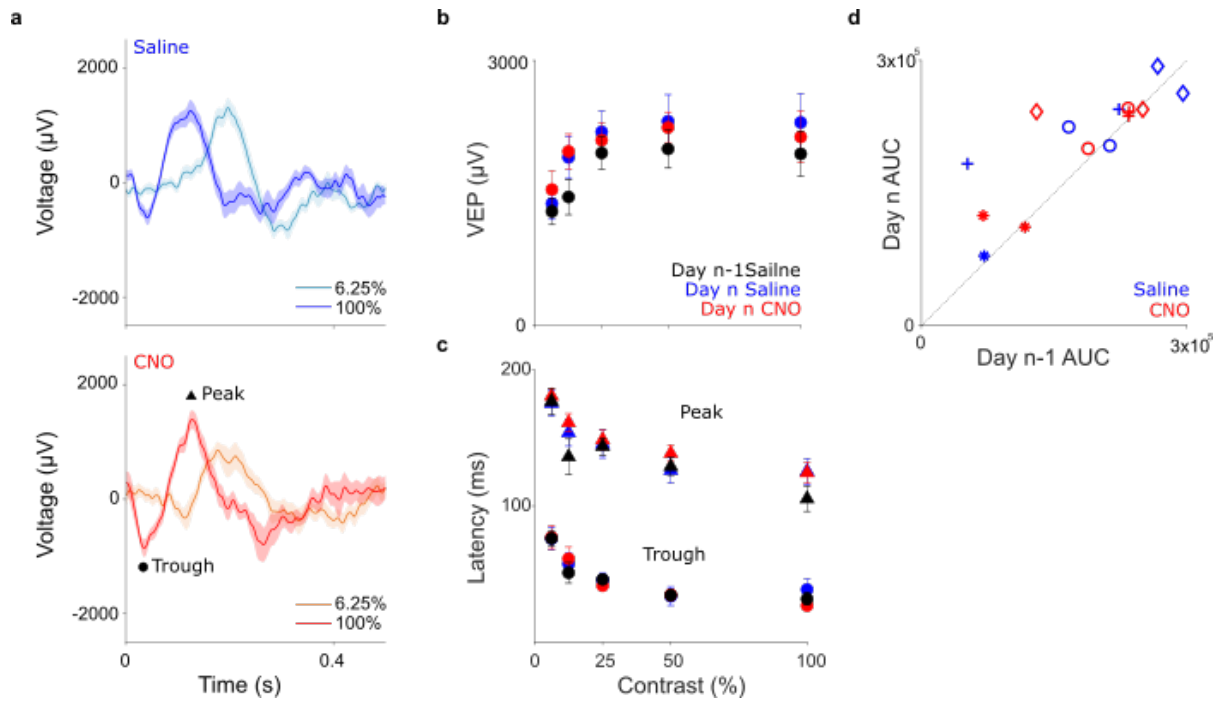 a
Saline
2000
0
-2000
Voltage (µV)
6.25%
100%
CNO
2000
0
-2000
Voltage (µV)
Peak
Trough
6.25%
100%
0
0.4
Time (s)
b
3000
0
VEP (µV)
Day n-1Sailne
Day n Saline
Day n CNO
c
200
100
Latency (ms)
Peak
Trough
0
25
50
100
Contrast (%)
d
3x10⁵
0
Day n AUC
Saline
CNO
0
3x10⁵
Day n-1 AUC